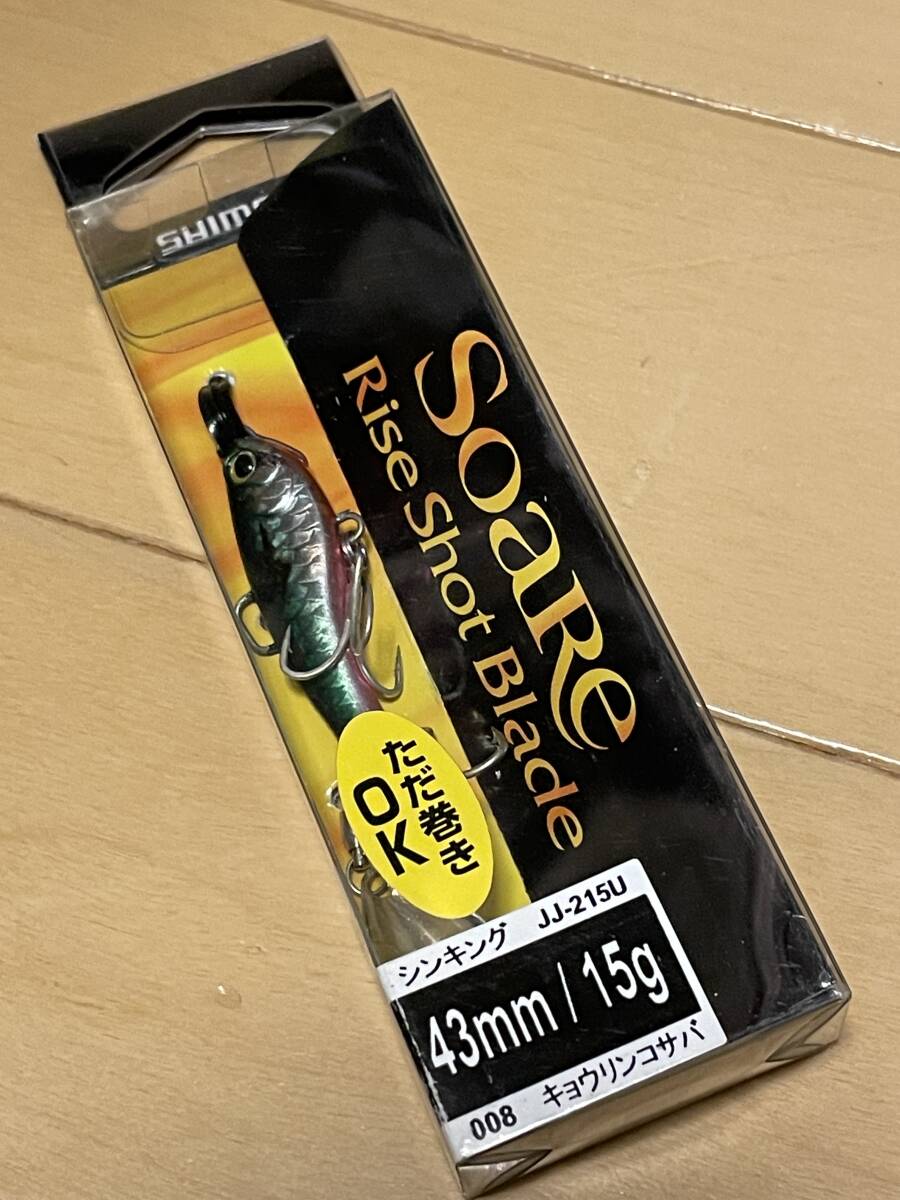 SHIM
SOARE
Rise Shot Blade
ただ巻き
OK
シンキング JJ-215U
43mm / 15g
008 キョウリンコサバ